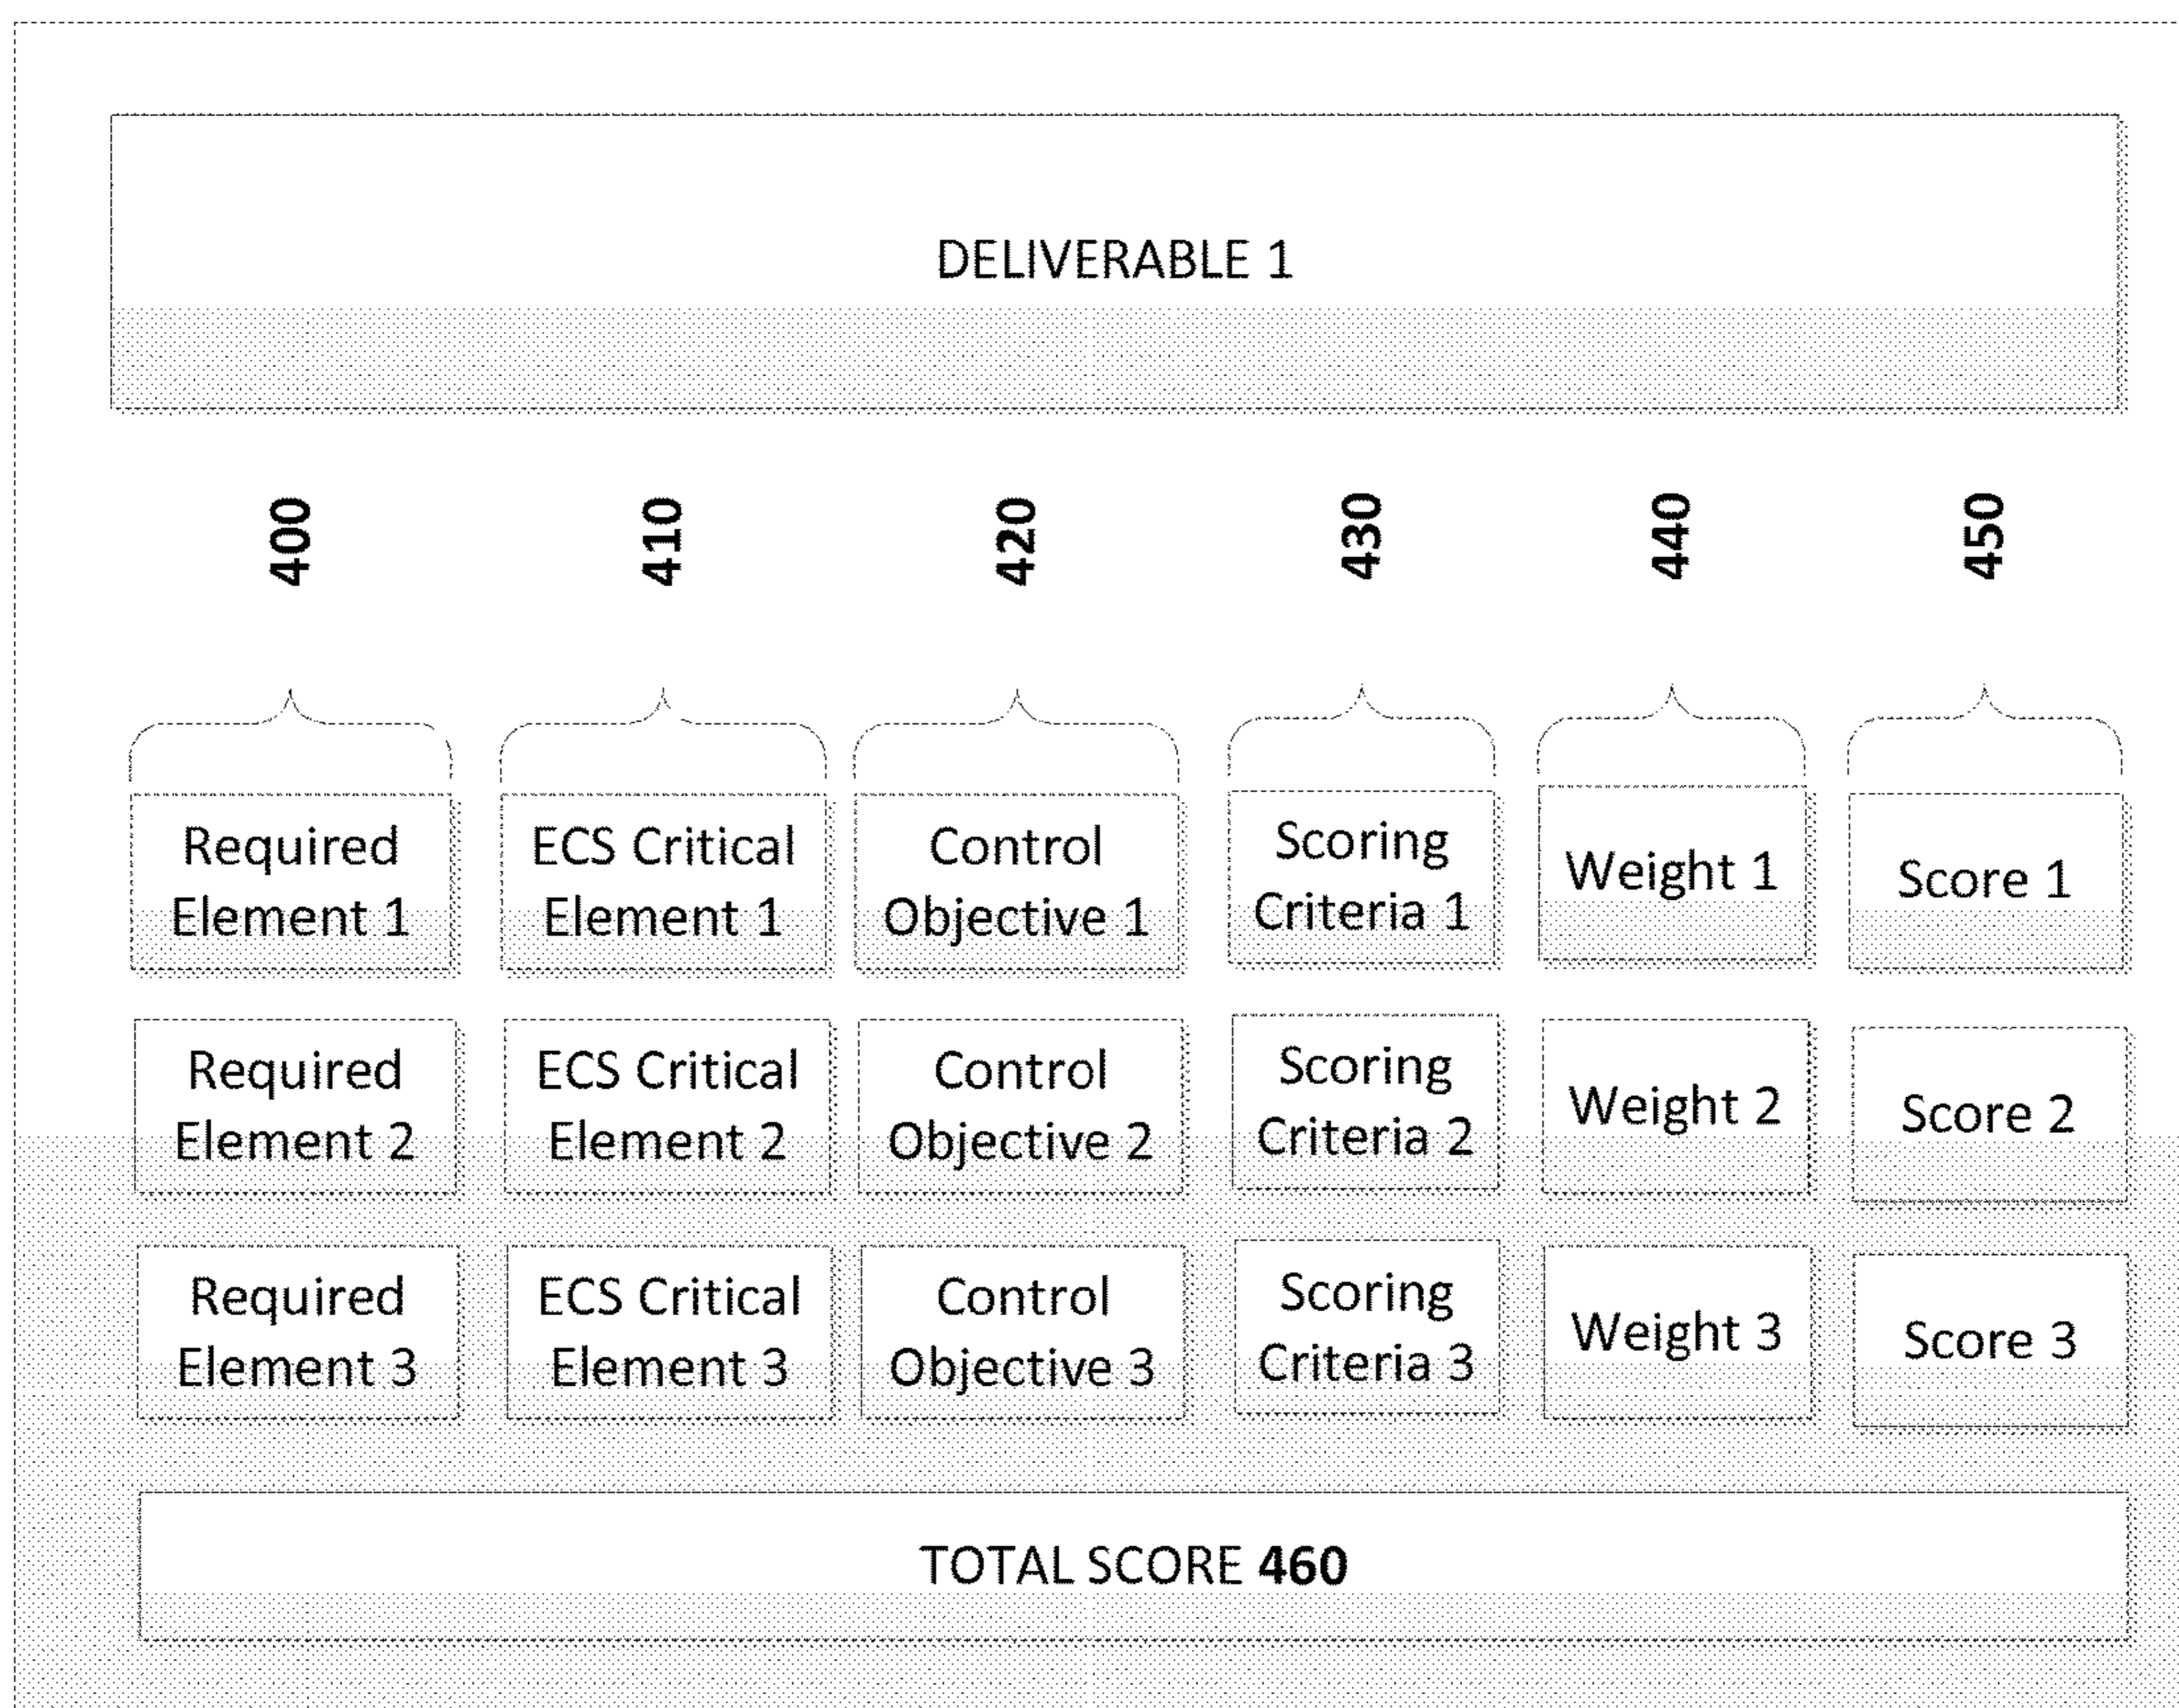 DELIVERABLE 1
400
410
420
430
440
450
Required
Element 1
ECS Critical
Element 1
Control
Objective 1
Scoring
Criteria 1
Weight 1
Score 1
Required
Element 2
ECS Critical
Element 2
Control
Objective 2
Scoring
Criteria 2
Weight 2
Score 2
Required
Element 3
ECS Critical
Element 3
Control
Objective 3
Scoring
Criteria 3
Weight 3
Score 3
TOTAL SCORE 460